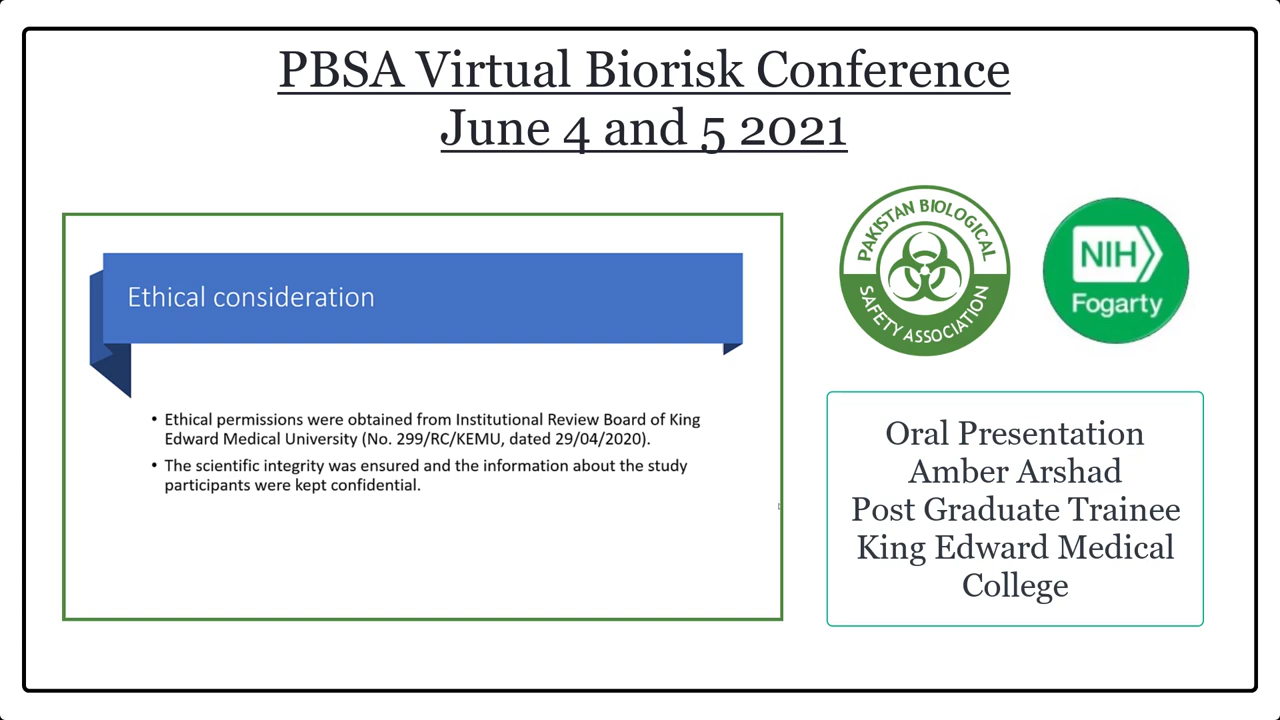 PBSA Virtual Biorisk Conference
June 4 and 5 2021
Ethical consideration
• Ethical permissions were obtained from Institutional Review Board of King
Edward Medical University (No. 299/RC/KEMU, dated 29/04/2020).
• The scientific integrity was ensured and the information about the study
participants were kept confidential.
PAKISTAN BIOLOGICAL
SAFETY ASSOCIATION
NIH
Fogarty
Oral Presentation
Amber Arshad
Post Graduate Trainee
King Edward Medical
College